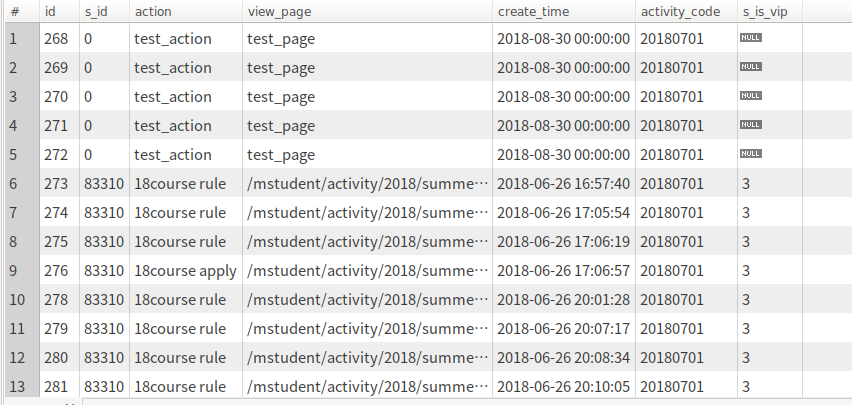 # id s_id action view_page create_time activity_code s_is_vip
1 268 0 test_action test_page 2018-08-30 00:00:00 20180701 NULL
2 269 0 test_action test_page 2018-08-30 00:00:00 20180701 NULL
3 270 0 test_action test_page 2018-08-30 00:00:00 20180701 NULL
4 271 0 test_action test_page 2018-08-30 00:00:00 20180701 NULL
5 272 0 test_action test_page 2018-08-30 00:00:00 20180701 NULL
6 273 83310 18course rule /mstudent/activity/2018/summe… 2018-06-26 16:57:40 20180701 3
7 274 83310 18course rule /mstudent/activity/2018/summe… 2018-06-26 17:05:54 20180701 3
8 275 83310 18course rule /mstudent/activity/2018/summe… 2018-06-26 17:06:19 20180701 3
9 276 83310 18course apply /mstudent/activity/2018/summe… 2018-06-26 17:06:57 20180701 3
10 278 83310 18course rule /mstudent/activity/2018/summe… 2018-06-26 20:01:28 20180701 3
11 279 83310 18course rule /mstudent/activity/2018/summe… 2018-06-26 20:07:17 20180701 3
12 280 83310 18course rule /mstudent/activity/2018/summe… 2018-06-26 20:08:34 20180701 3
13 281 83310 18course rule /mstudent/activity/2018/summe… 2018-06-26 20:10:05 20180701 3